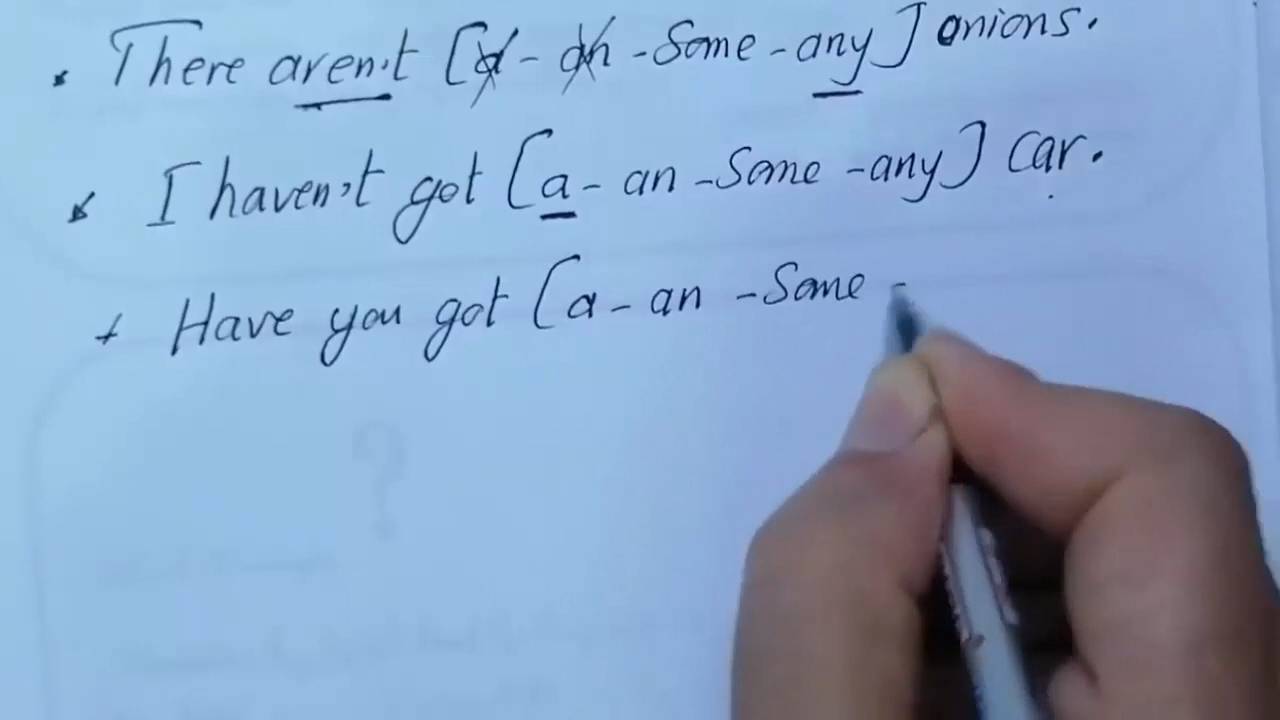 There aren't [a - an - Some - any] onions.
I haven't got [a - an - Some - any] car.
Have you got [a - an - Some -